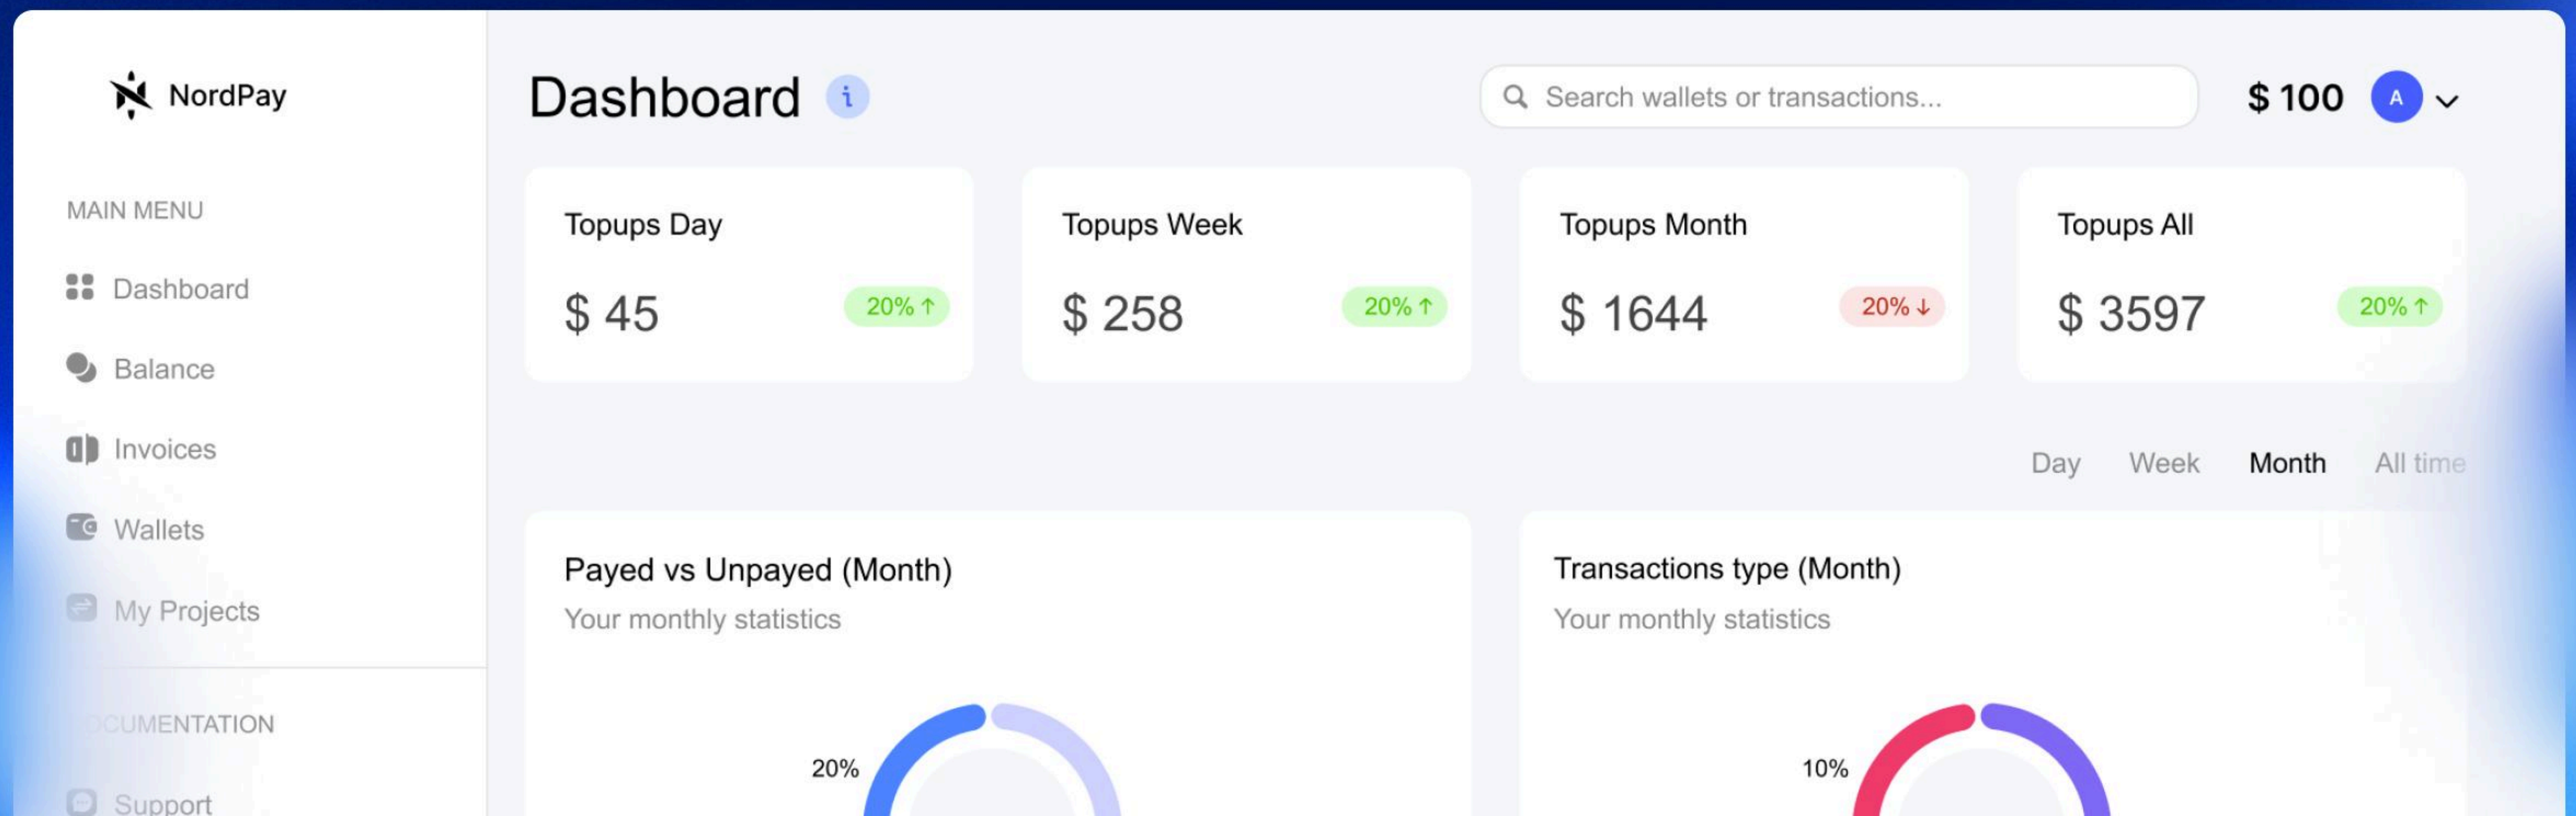 NordPay
MAIN MENU
Dashboard
Balance
Invoices
Wallets
My Projects
DOCUMENTATION
Support
Dashboard i
Search wallets or transactions...
$ 100
A
Topups Day
$ 45
20% ↑
Topups Week
$ 258
20% ↑
Topups Month
$ 1644
20% ↓
Topups All
$ 3597
20% ↑
Day Week Month All time
Payed vs Unpayed (Month)
Your monthly statistics
20%
Transactions type (Month)
Your monthly statistics
10%